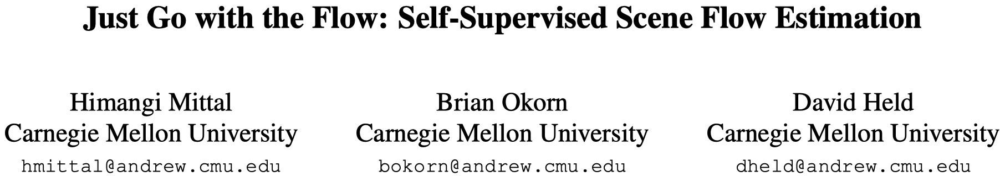 Just Go with the Flow: Self-Supervised Scene Flow Estimation
Himangi Mittal
Carnegie Mellon University
hmittal@andrew.cmu.edu
Brian Okorn
Carnegie Mellon University
bokorn@andrew.cmu.edu
David Held
Carnegie Mellon University
dheld@andrew.cmu.edu